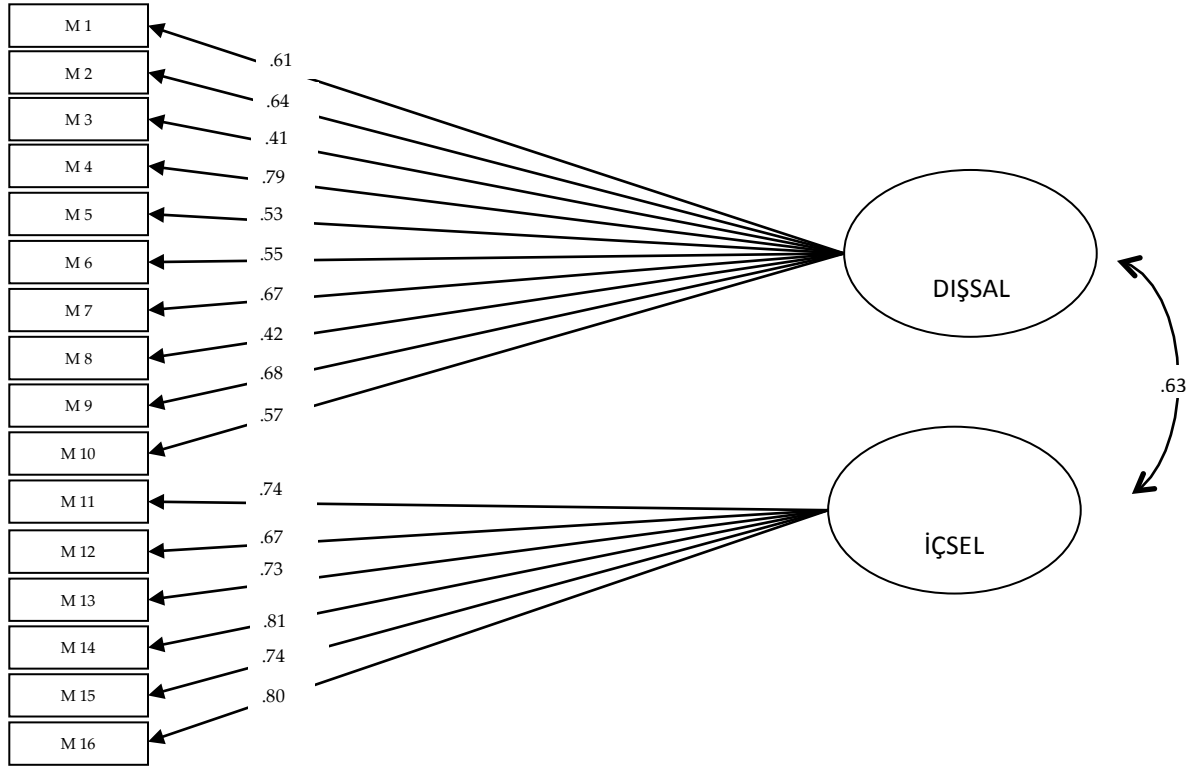 M 1
M 2
M 3
M 4
M 5
M 6
M 7
M 8
M 9
M 10
M 11
M 12
M 13
M 14
M 15
M 16
.61
.64
.41
.79
.53
.55
.67
.42
.68
.57
.74
.67
.73
.81
.74
.80
DIŞSAL
İÇSEL
.63